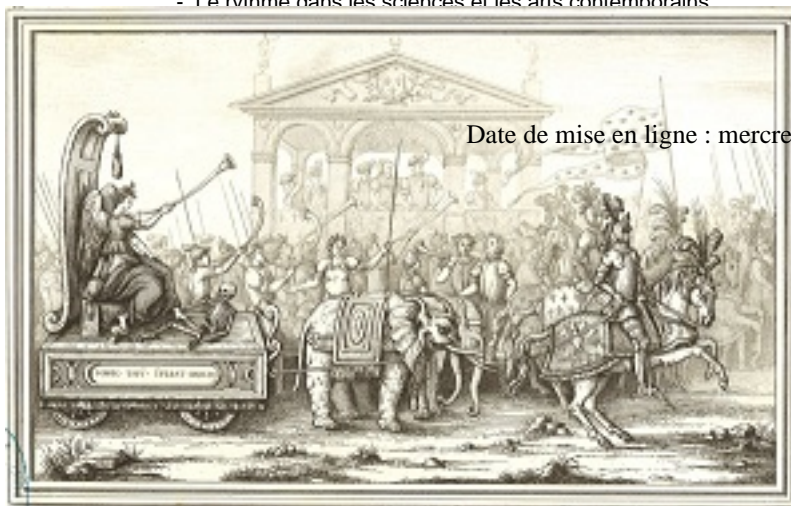 - Le rythme dans les sciences et les arts contemporains
Date de mise en ligne : mercre